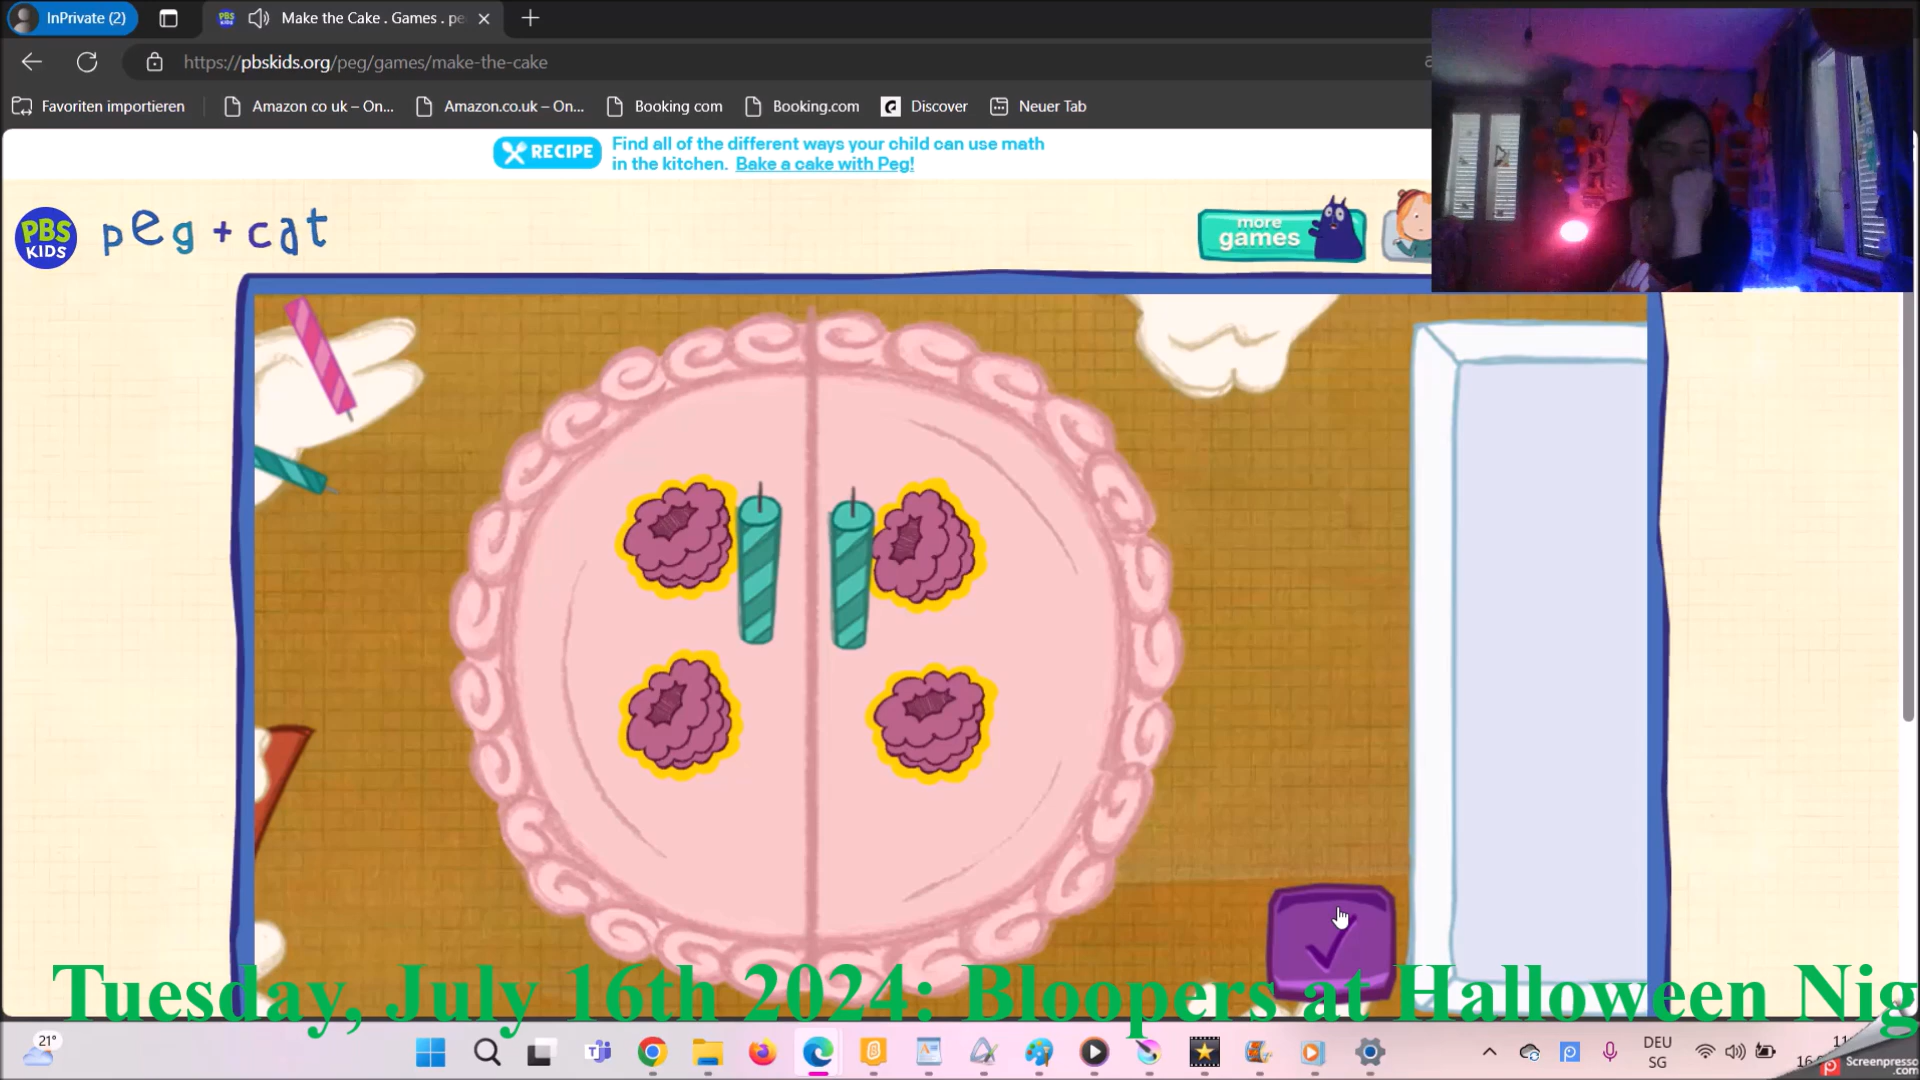 InPrivate (2)
Make the Cake . Games . pe
https://pbskids.org/peg/games/make-the-cake
Favoriten importieren
Amazon co uk – On...
Amazon.co.uk – On...
Booking com
Booking.com
Discover
Neuer Tab
RECIPE
Find all of the different ways your child can use math
in the kitchen. Bake a cake with Peg!
PBS
KIDS
peg + cat
more
games
Tuesday, July 16th 2024: Bloopers at Halloween Nig
21°
DEU
SG
Screenpresso
.com